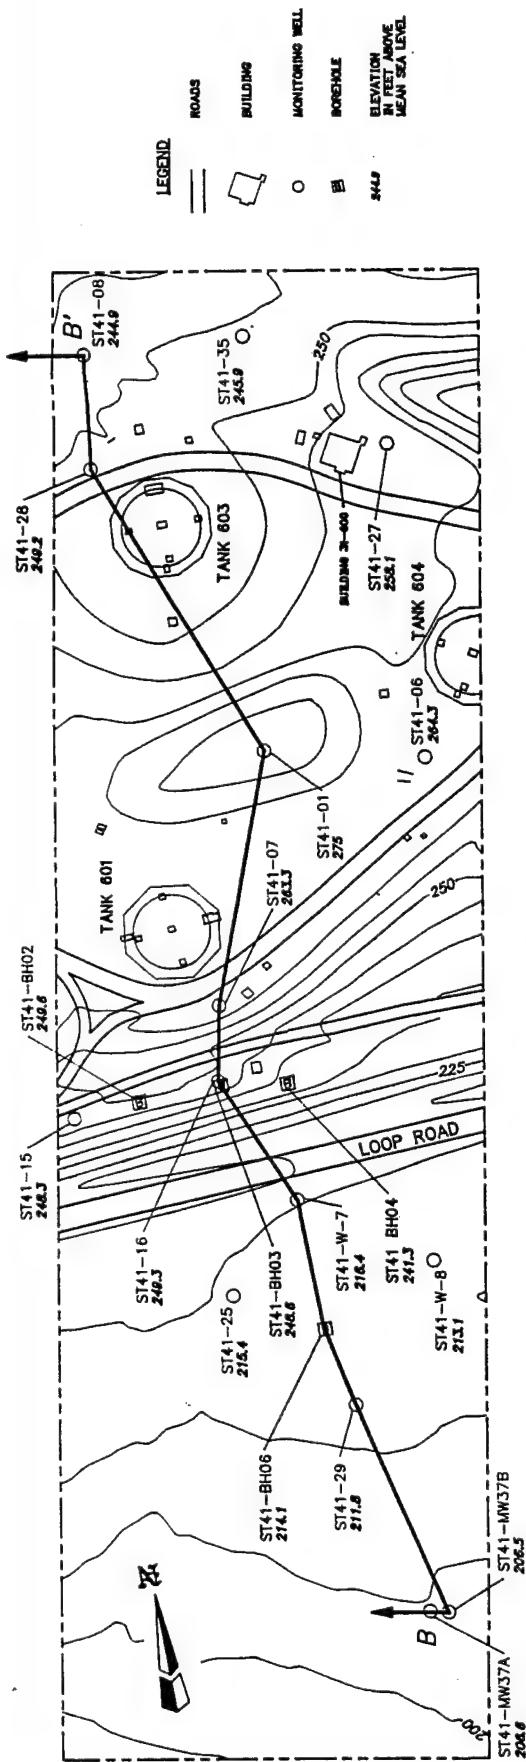 LEGEND
ROADS
BUILDING
MONITORING WELL
BOREHOLE
244.9
ELEVATION
IN FEET ABOVE
MEAN SEA LEVEL
B'
ST41-08
244.9
ST41-35
245.9
250
ST41-28
249.2
TANK 603
ST41-27
258.1
TANK 604
ST41-06
264.3
ST41-01
275
TANK 601
ST41-07
263.3
250
ST41-BH02
249.6
ST41-15
248.3
225
LOOP ROAD
ST41-16
249.3
ST41-BH03
ST41 BH04
241.3
ST41-W-7
216.4
ST41-25
215.4
ST41-W-8
213.1
ST41-BH06
214.1
ST41-29
211.8
B
ST41-MW37B
206.5
ST41-MW37A
200